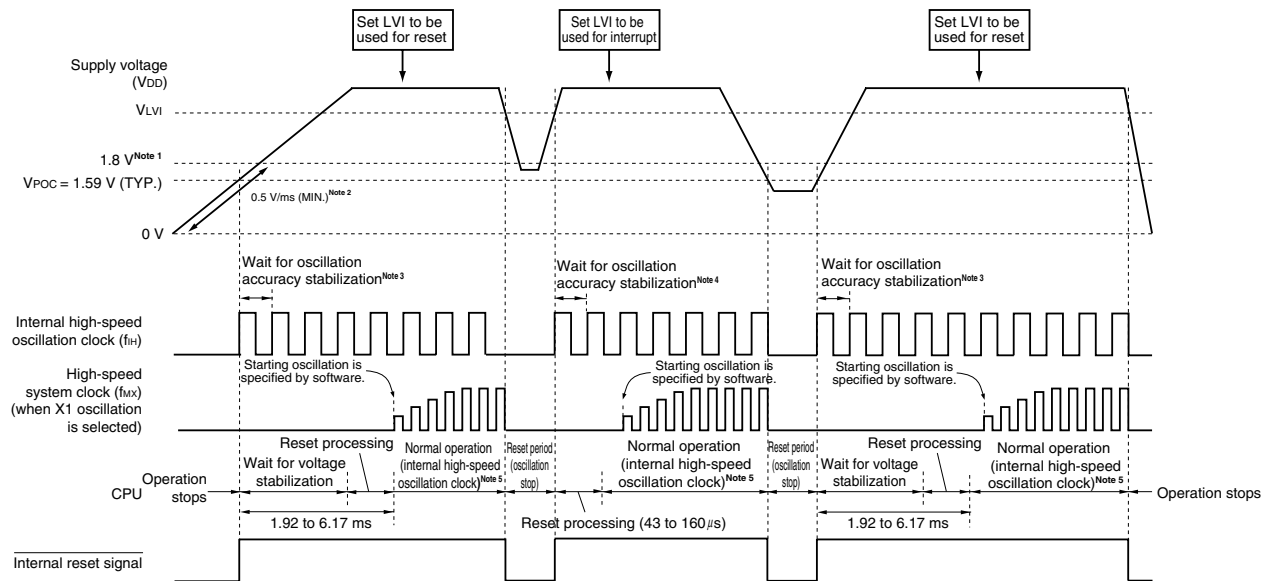 Set LVI to be
used for reset
Set LVI to be
used for interrupt
Set LVI to be
used for reset
Supply voltage
(VDD)
VLVI
1.8 V Note 1
VPOC = 1.59 V (TYP.)
0.5 V/ms (MIN.) Note 2
0 V
Wait for oscillation
accuracy stabilization Note 3
Wait for oscillation
accuracy stabilization Note 4
Wait for oscillation
accuracy stabilization Note 3
Internal high-speed
oscillation clock (fIH)
High-speed
system clock (fMX)
(when X1 oscillation
is selected)
Starting oscillation is
specified by software.
Starting oscillation is
specified by software.
Starting oscillation is
specified by software.
CPU
Operation
stops
Wait for voltage
stabilization
Reset processing
Normal operation
(internal high-speed
oscillation clock) Note 5
Reset period
(oscillation
stop)
Normal operation
(internal high-speed
oscillation clock) Note 5
Reset period
(oscillation
stop)
Wait for voltage
stabilization
Reset processing
Normal operation
(internal high-speed
oscillation clock) Note 5
Operation stops
1.92 to 6.17 ms
Reset processing (43 to 160 μs)
1.92 to 6.17 ms
Internal reset signal